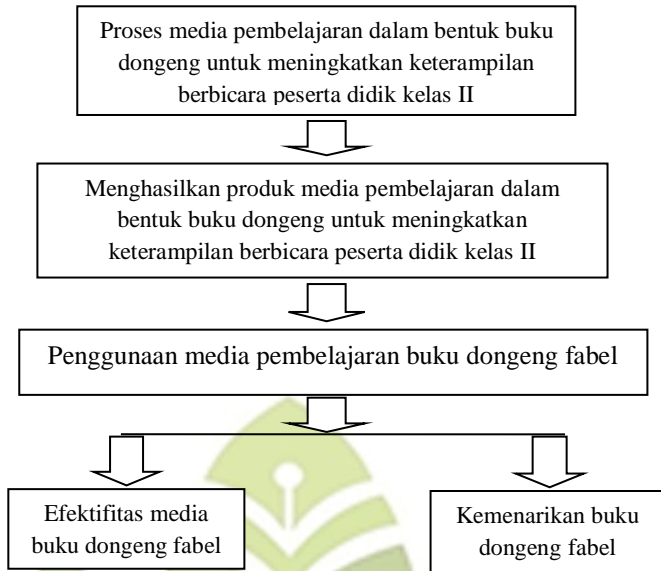 Proses media pembelajaran dalam bentuk buku
dongeng untuk meningkatkan keterampilan
berbicara peserta didik kelas II
Menghasilkan produk media pembelajaran dalam
bentuk buku dongeng untuk meningkatkan
keterampilan berbicara peserta didik kelas II
Penggunaan media pembelajaran buku dongeng fabel
Efektifitas media
buku dongeng fabel
Kemenarikan buku
dongeng fabel